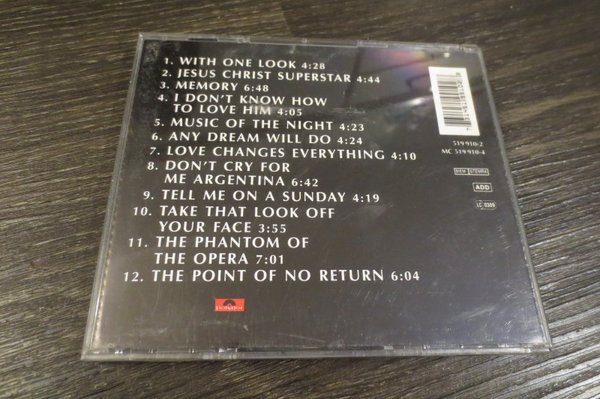 1. WITH ONE LOOK 4:28
2. JESUS CHRIST SUPERSTAR 4:44
3. MEMORY 6:48
4. I DON'T KNOW HOW
TO LOVE HIM 4:05
5. MUSIC OF THE NIGHT 4:23
6. ANY DREAM WILL DO 4:24
7. LOVE CHANGES EVERYTHING 4:10
8. DON'T CRY FOR
ME ARGENTINA 6:42
9. TELL ME ON A SUNDAY 4:19
10. TAKE THAT LOOK OFF
YOUR FACE 3:55
11. THE PHANTOM OF
THE OPERA 7:01
12. THE POINT OF NO RETURN 6:04
519 910-2
MC 519 910-4
BIEM STEMRA
ADD
LC 0309